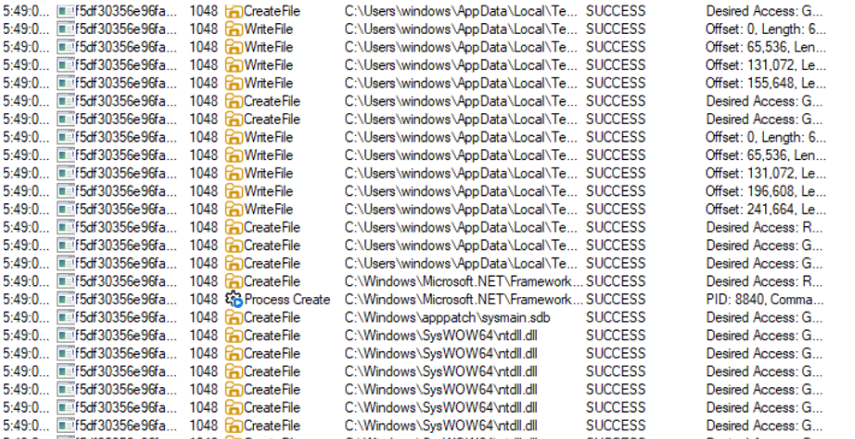 5:49:0... f5df30356e96fa... 1048 CreateFile C:\Users\windows\AppData\Local\Te... SUCCESS Desired Access: G...
5:49:0... f5df30356e96fa... 1048 WriteFile C:\Users\windows\AppData\Local\Te... SUCCESS Offset: 0, Length: 6...
5:49:0... f5df30356e96fa... 1048 WriteFile C:\Users\windows\AppData\Local\Te... SUCCESS Offset: 65,536, Len...
5:49:0... f5df30356e96fa... 1048 WriteFile C:\Users\windows\AppData\Local\Te... SUCCESS Offset: 131,072, Le...
5:49:0... f5df30356e96fa... 1048 WriteFile C:\Users\windows\AppData\Local\Te... SUCCESS Offset: 155,648, Le...
5:49:0... f5df30356e96fa... 1048 CreateFile C:\Users\windows\AppData\Local\Te... SUCCESS Desired Access: G...
5:49:0... f5df30356e96fa... 1048 CreateFile C:\Users\windows\AppData\Local\Te... SUCCESS Desired Access: G...
5:49:0... f5df30356e96fa... 1048 WriteFile C:\Users\windows\AppData\Local\Te... SUCCESS Offset: 0, Length: 6...
5:49:0... f5df30356e96fa... 1048 WriteFile C:\Users\windows\AppData\Local\Te... SUCCESS Offset: 65,536, Len...
5:49:0... f5df30356e96fa... 1048 WriteFile C:\Users\windows\AppData\Local\Te... SUCCESS Offset: 131,072, Le...
5:49:0... f5df30356e96fa... 1048 WriteFile C:\Users\windows\AppData\Local\Te... SUCCESS Offset: 196,608, Le...
5:49:0... f5df30356e96fa... 1048 WriteFile C:\Users\windows\AppData\Local\Te... SUCCESS Offset: 241,664, Le...
5:49:0... f5df30356e96fa... 1048 CreateFile C:\Users\windows\AppData\Local\Te... SUCCESS Desired Access: R...
5:49:0... f5df30356e96fa... 1048 CreateFile C:\Users\windows\AppData\Local\Te... SUCCESS Desired Access: G...
5:49:0... f5df30356e96fa... 1048 CreateFile C:\Users\windows\AppData\Local\Te... SUCCESS Desired Access: G...
5:49:0... f5df30356e96fa... 1048 CreateFile C:\Windows\Microsoft.NET\Framework... SUCCESS Desired Access: R...
5:49:0... f5df30356e96fa... 1048 Process Create C:\Windows\Microsoft.NET\Framework... SUCCESS PID: 8840, Comma...
5:49:0... f5df30356e96fa... 1048 CreateFile C:\Windows\apppatch\sysmain.sdb SUCCESS Desired Access: G...
5:49:0... f5df30356e96fa... 1048 CreateFile C:\Windows\SysWOW64\ntdll.dll SUCCESS Desired Access: G...
5:49:0... f5df30356e96fa... 1048 CreateFile C:\Windows\SysWOW64\ntdll.dll SUCCESS Desired Access: G...
5:49:0... f5df30356e96fa... 1048 CreateFile C:\Windows\SysWOW64\ntdll.dll SUCCESS Desired Access: G...
5:49:0... f5df30356e96fa... 1048 CreateFile C:\Windows\SysWOW64\ntdll.dll SUCCESS Desired Access: G...
5:49:0... f5df30356e96fa... 1048 CreateFile C:\Windows\SysWOW64\ntdll.dll SUCCESS Desired Access: G...
5:49:0... f5df30356e96fa... 1048 CreateFile C:\Windows\SysWOW64\ntdll.dll SUCCESS Desired Access: G...